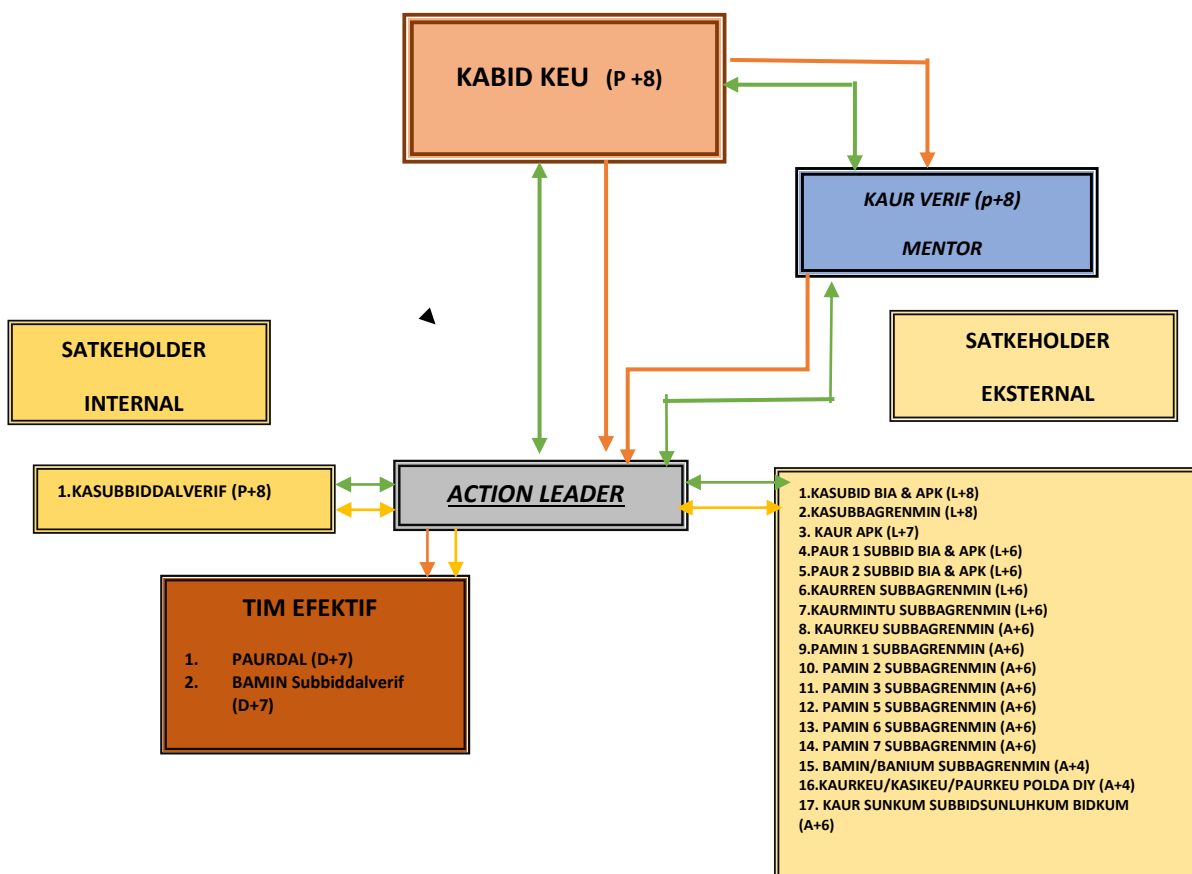 KABID KEU (P +8)
KAUR VERIF (p+8)
MENTOR
SATKEHOLDER
INTERNAL
SATKEHOLDER
EKSTERNAL
1.KASUBBIDDALVERIF (P+8)
ACTION LEADER
TIM EFEKTIF
1. PAURDAL (D+7)
2. BAMIN Subbiddalverif
(D+7)
1.KASUBID BIA & APK (L+8)
2.KASUBBAGRENMIN (L+8)
3. KAUR APK (L+7)
4.PAUR 1 SUBBID BIA & APK (L+6)
5.PAUR 2 SUBBID BIA & APK (L+6)
6.KAURREN SUBBAGRENMIN (L+6)
7.KAURMINTU SUBBAGRENMIN (L+6)
8. KAURKEU SUBBAGRENMIN (A+6)
9.PAMIN 1 SUBBAGRENMIN (A+6)
10. PAMIN 2 SUBBAGRENMIN (A+6)
11. PAMIN 3 SUBBAGRENMIN (A+6)
12. PAMIN 5 SUBBAGRENMIN (A+6)
13. PAMIN 6 SUBBAGRENMIN (A+6)
14. PAMIN 7 SUBBAGRENMIN (A+6)
15. BAMIN/BANIUM SUBBAGRENMIN (A+4)
16.KAURKEU/KASIKEU/PAURKEU POLDA DIY (A+4)
17. KAUR SUNKUM SUBBIDSUNLUHKUM BIDKUM
(A+6)